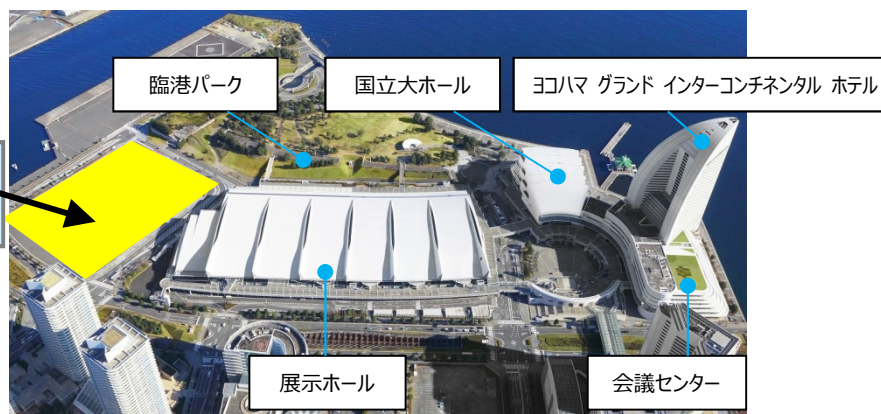 臨港パーク
国立大ホール
ヨコハマ グランド インターコンチネンタル ホテル
展示ホール
会議センター